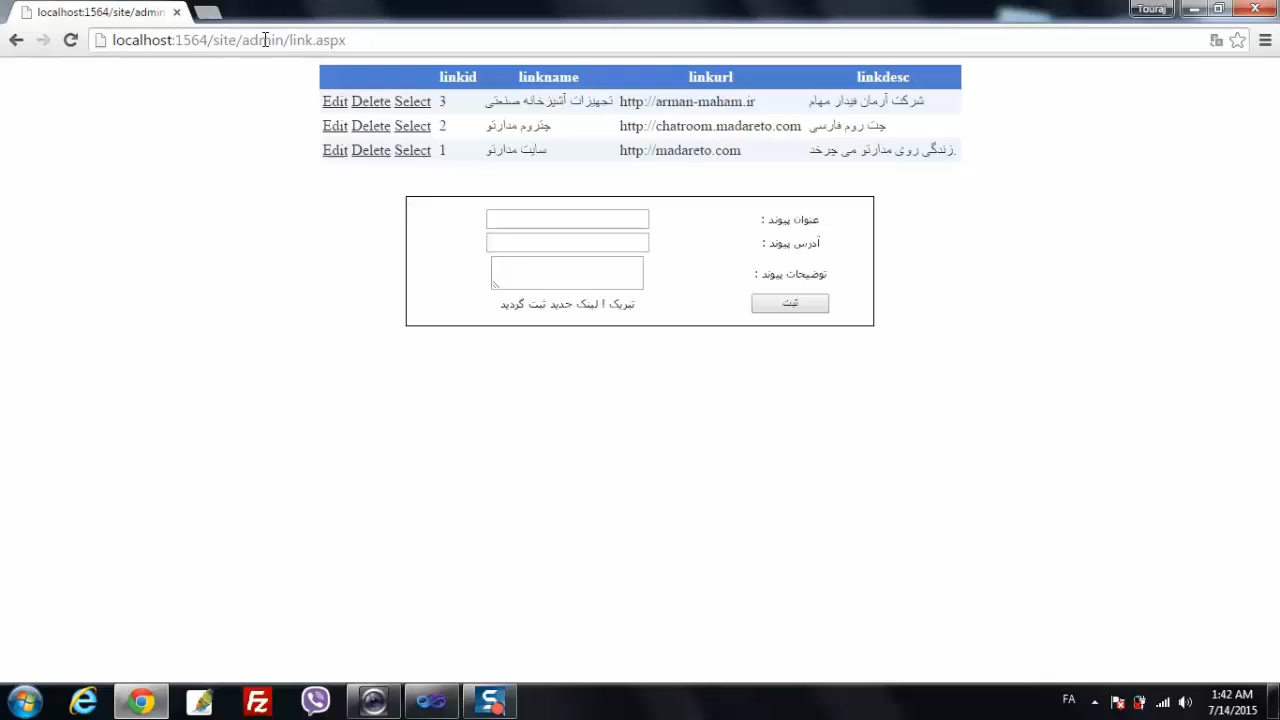 localhost:1564/site/admin
Touraj
localhost:1564/site/admin/link.aspx
linkid linkname linkurl linkdesc
Edit Delete Select 3 تجهیزات آشپزخانه صنعتی http://arman-maham.ir شرکت آرمان فیدار مهام
Edit Delete Select 2 چتروم مدارتو http://chatroom.madareto.com چت روم فارسی
Edit Delete Select 1 سایت مدارتو http://madareto.com زندگی روی مدارتو می چرخد.
عنوان پیوند :
آدرس پیوند :
توضیحات پیوند :
ثبت
تبریک ! لینک جدید ثبت گردید
FA
1:42 AM
7/14/2015